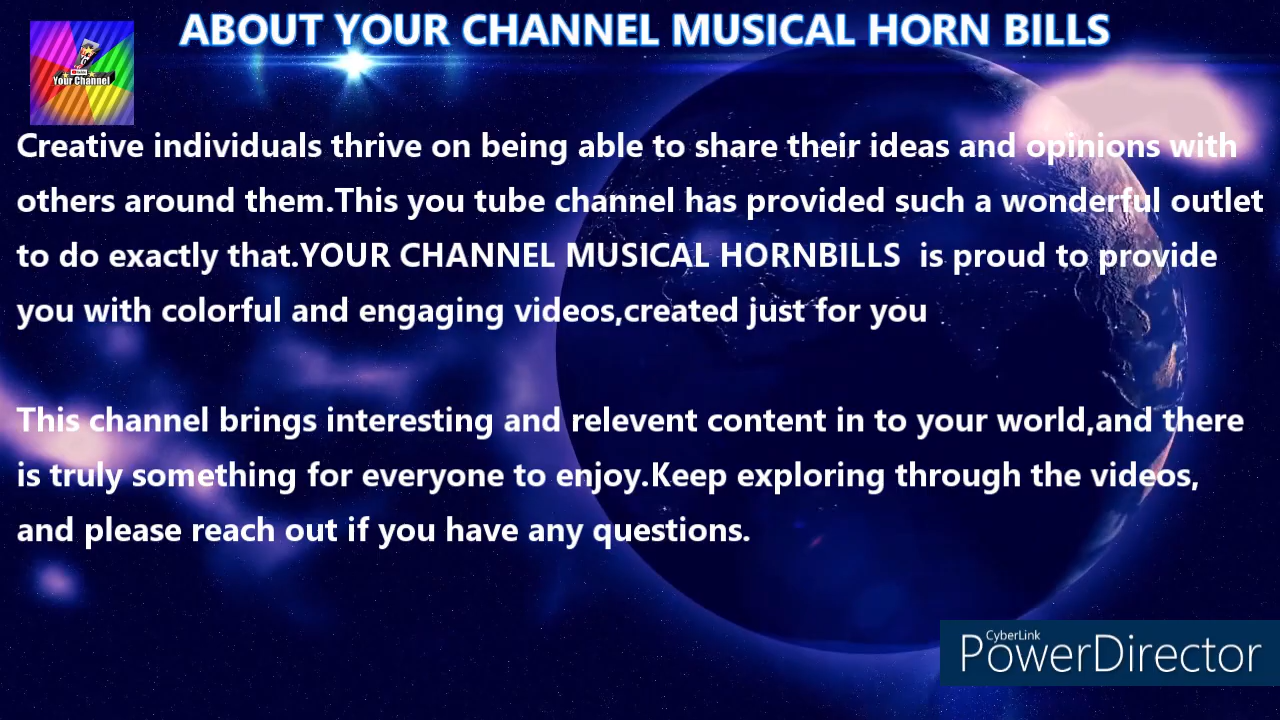 ABOUT YOUR CHANNEL MUSICAL HORN BILLS
Your Channel
Creative individuals thrive on being able to share their ideas and opinions with
others around them.This you tube channel has provided such a wonderful outlet
to do exactly that.YOUR CHANNEL MUSICAL HORNBILLS  is proud to provide
you with colorful and engaging videos,created just for you
This channel brings interesting and relevent content in to your world,and there
is truly something for everyone to enjoy.Keep exploring through the videos,
and please reach out if you have any questions.
CyberLink
PowerDirector